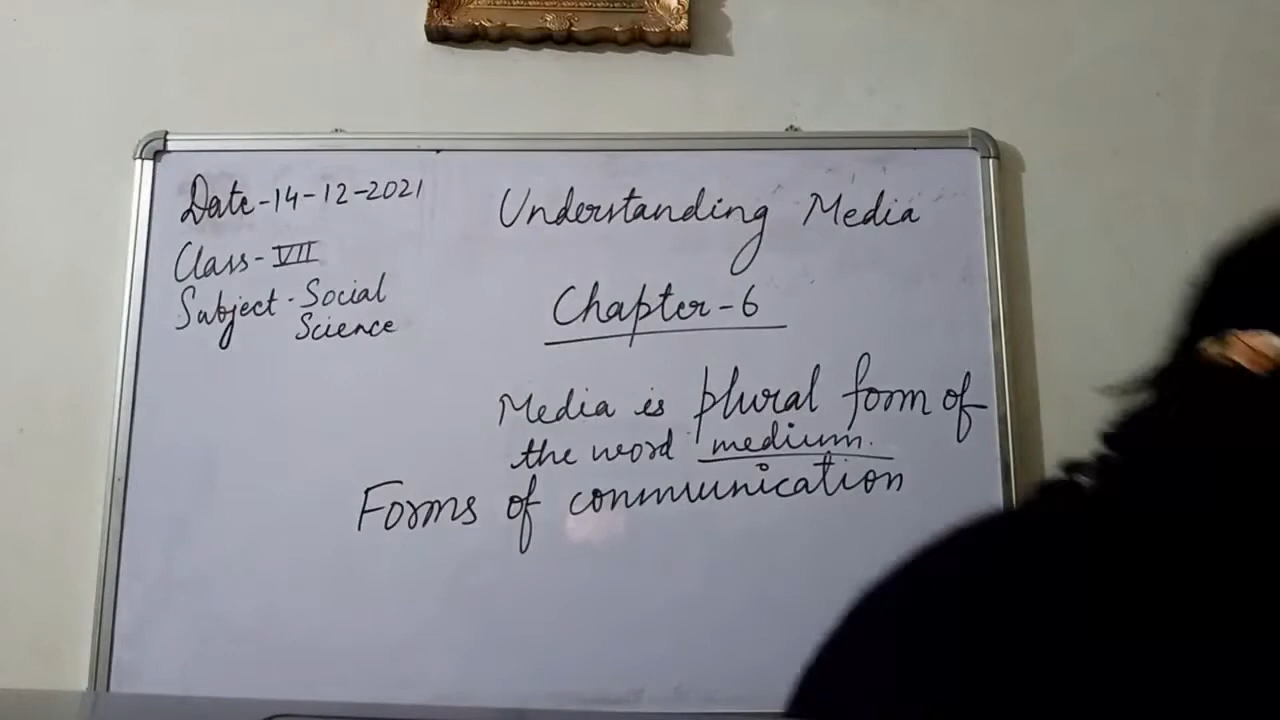 Date-14-12-2021
Class-VII
Subject-Social
Science
Understanding Media
Chapter-6
Media is plural form of
the word medium.
Forms of communication